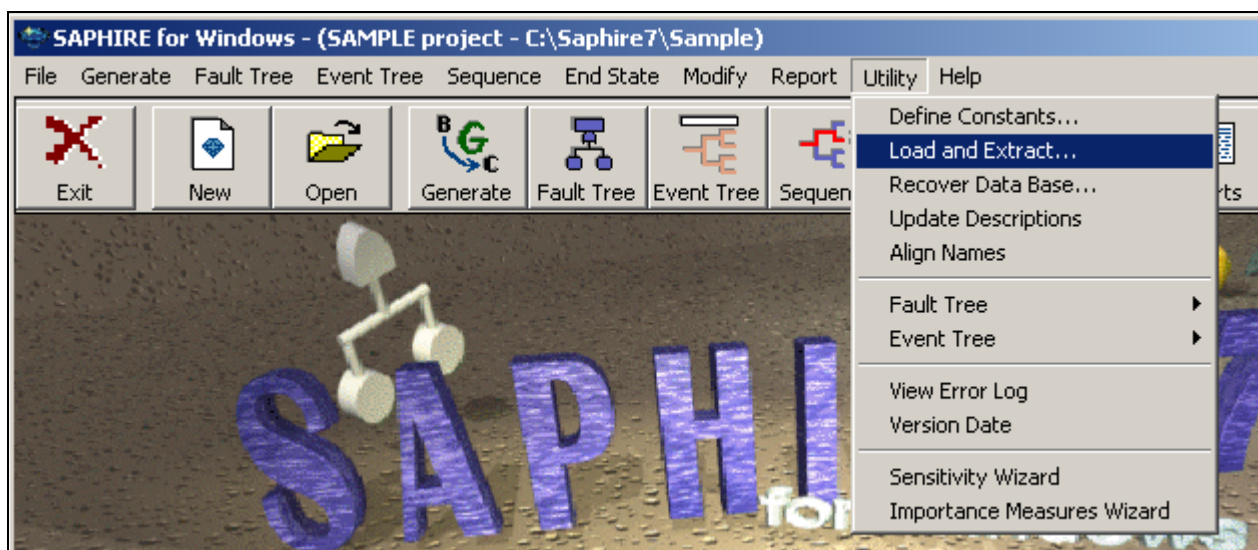 SAPHIRE for Windows - (SAMPLE project - C:\Saphire7\Sample)
File Generate Fault Tree Event Tree Sequence End State Modify Report Utility Help
B G C
Exit New Open Generate Fault Tree Event Tree
Define Constants...
Load and Extract...
Recover Data Base...
Update Descriptions
Align Names
Fault Tree
Event Tree
View Error Log
Version Date
Sensitivity Wizard
Importance Measures Wizard
SAPHI
for